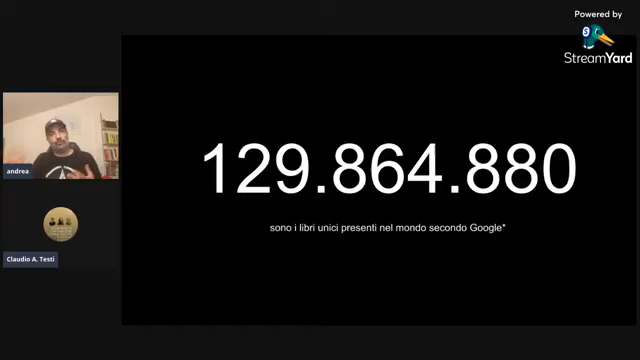 Powered by
StreamYard
129.864.880
sono i libri unici presenti nel mondo secondo Google*
andrea
Claudio A. Testi